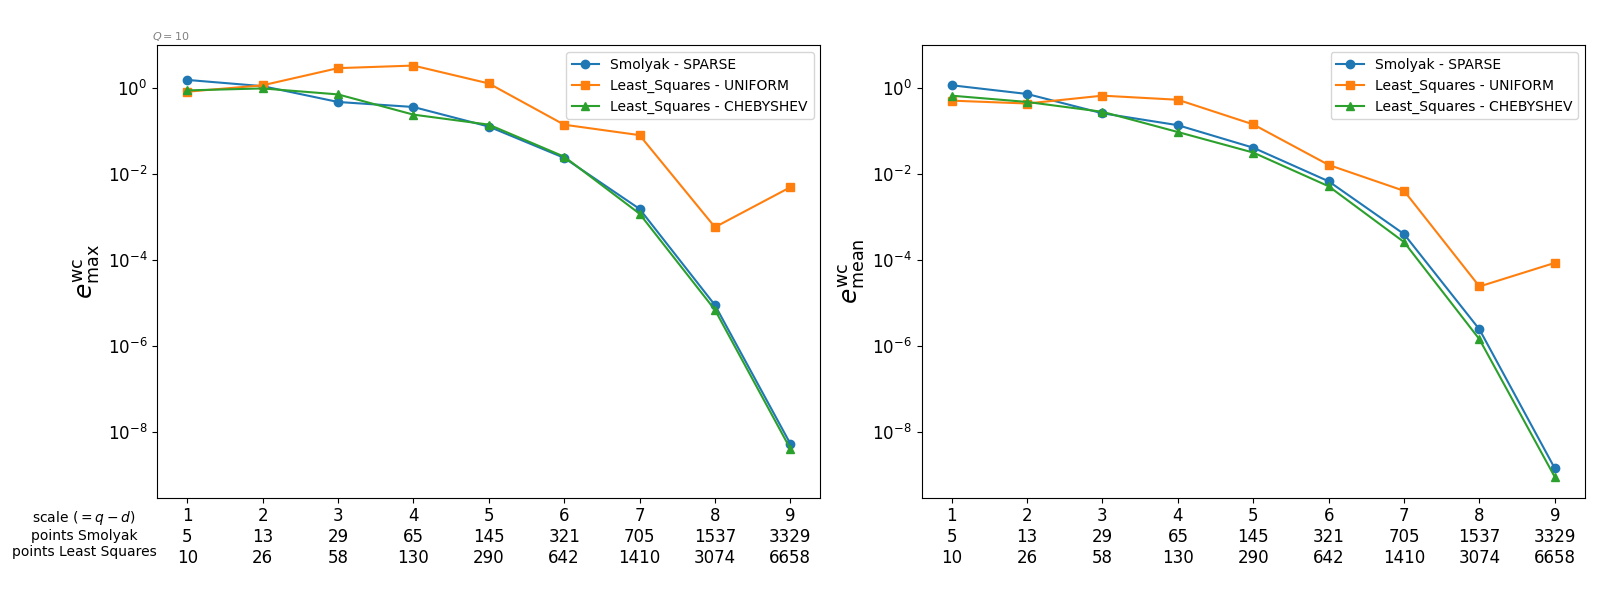 Q = 10
Smolyak - SPARSE
Least_Squares - UNIFORM
Least_Squares - CHEBYSHEV
10^0
10^-2
10^-4
10^-6
10^-8
e^wc_max
scale (= q − d)
1 2 3 4 5 6 7 8 9
points Smolyak
5 13 29 65 145 321 705 1537 3329
points Least Squares
10 26 58 130 290 642 1410 3074 6658
Smolyak - SPARSE
Least_Squares - UNIFORM
Least_Squares - CHEBYSHEV
10^0
10^-2
10^-4
10^-6
10^-8
e^wc_mean
1 2 3 4 5 6 7 8 9
5 13 29 65 145 321 705 1537 3329
10 26 58 130 290 642 1410 3074 6658